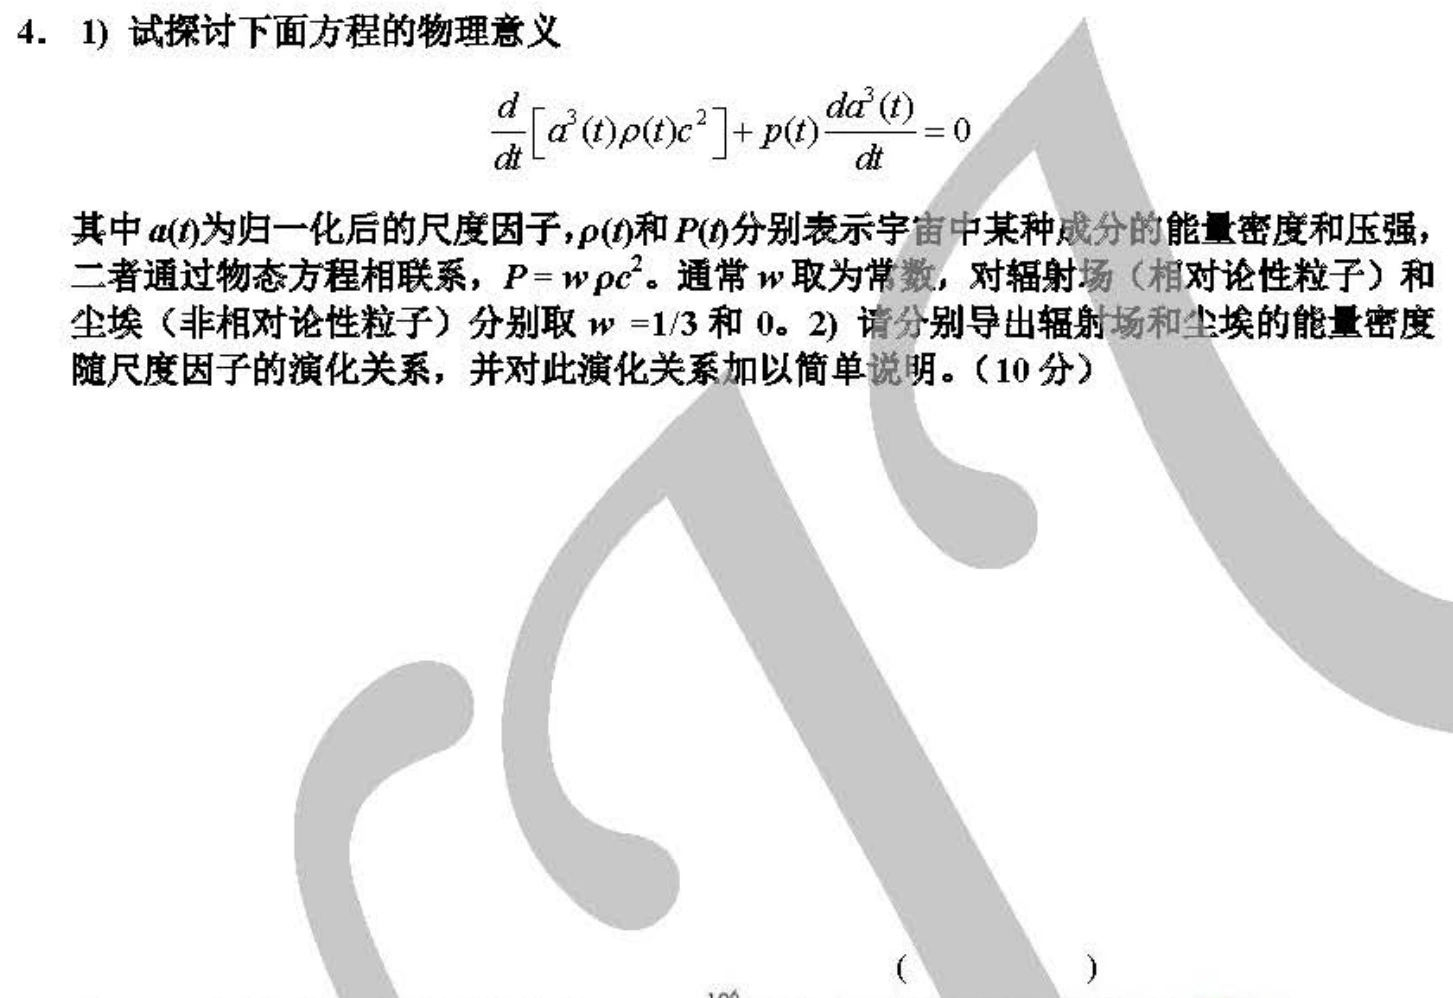 4. 1) 试探讨下面方程的物理意义
d/dt[a³(t)ρ(t)c²]+p(t)da³(t)/dt=0
其中a(t)为归一化后的尺度因子,ρ(t)和P(t)分别表示宇宙中某种成分的能量密度和压强,
二者通过物态方程相联系，P = w ρc²。通常 w 取为常数，对辐射场（相对论性粒子）和
尘埃（非相对论性粒子）分别取 w =1/3 和 0。2) 请分别导出辐射场和尘埃的能量密度
随尺度因子的演化关系，并对此演化关系加以简单说明。（10 分）
( )